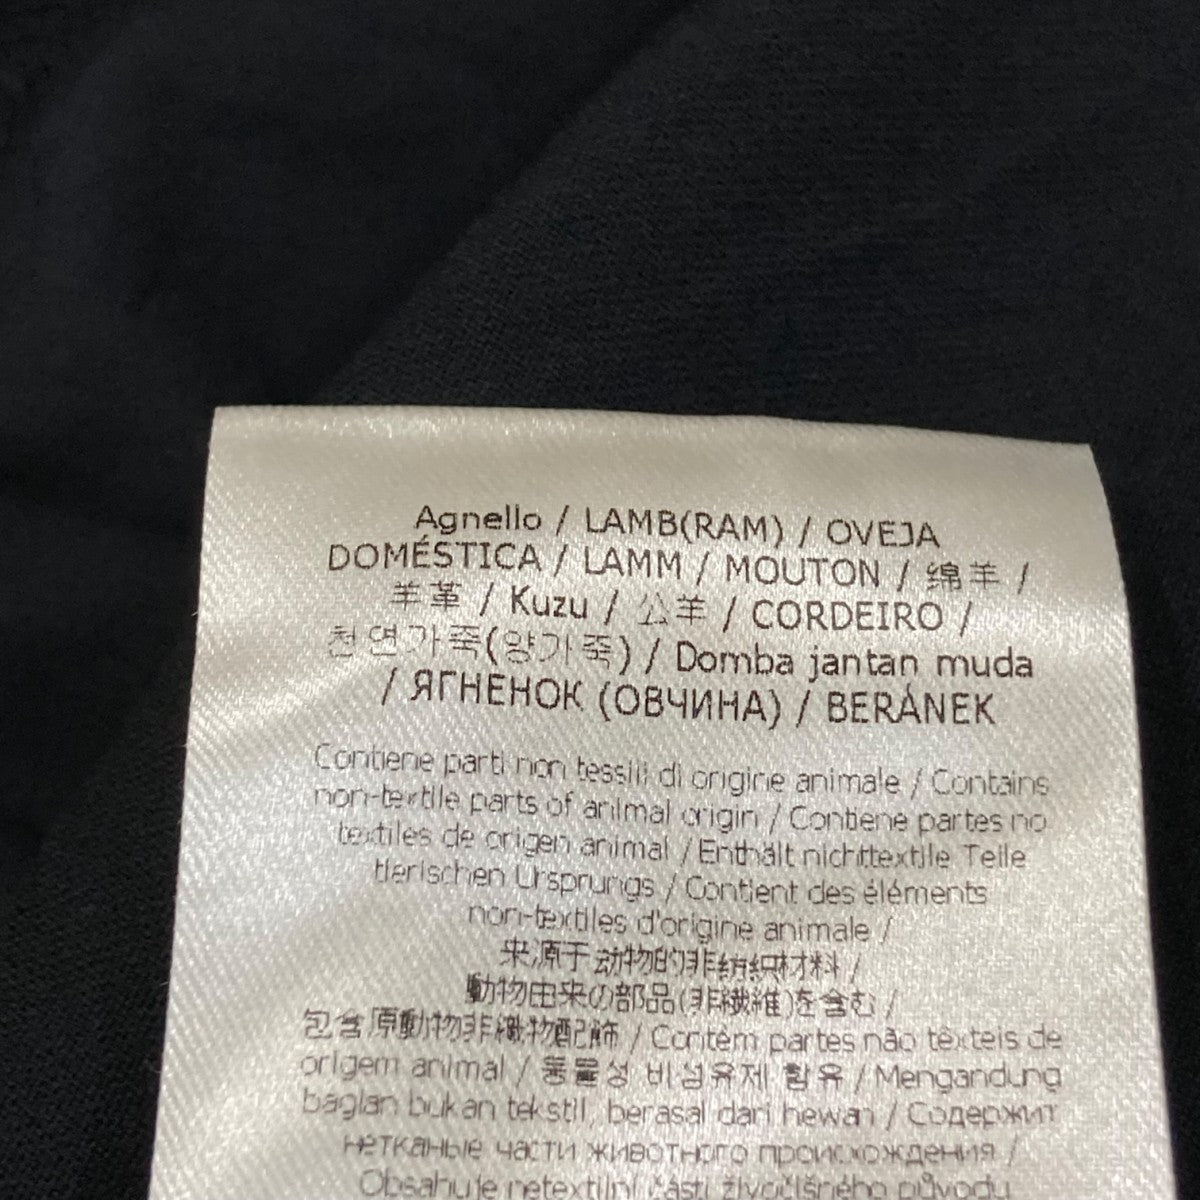 Agnello / LAMB(RAM) / OVEJA
DOMÉSTICA / LAMM / MOUTON / 绵羊 /
羊革 / Kuzu / 公羊 / CORDEIRO /
천연가죽(양가죽) / Domba jantan muda
/ ЯГНЕНОК (ОВЧИНА) / BERÁNEK
Contiene parti non tessili di origine animale / Contains
non-textile parts of animal origin / Contiene partes no
textiles de origen animal / Enthält nichttextile Teile
tierischen Ursprungs / Contient des éléments
non-textiles d'origine animale /
来源于动物的非纺织材料 /
動物由来の部品(非繊維)を含む /
包含原動物非織物配飾 / Contém partes não têxteis de
origem animal / 동물성 비섬유제 함유 / Mengandung
bagian bukan tekstil, berasal dari hewan / Содержит
нетканые части животного происхождения /
Obsahuje netextilní části živočišného původu